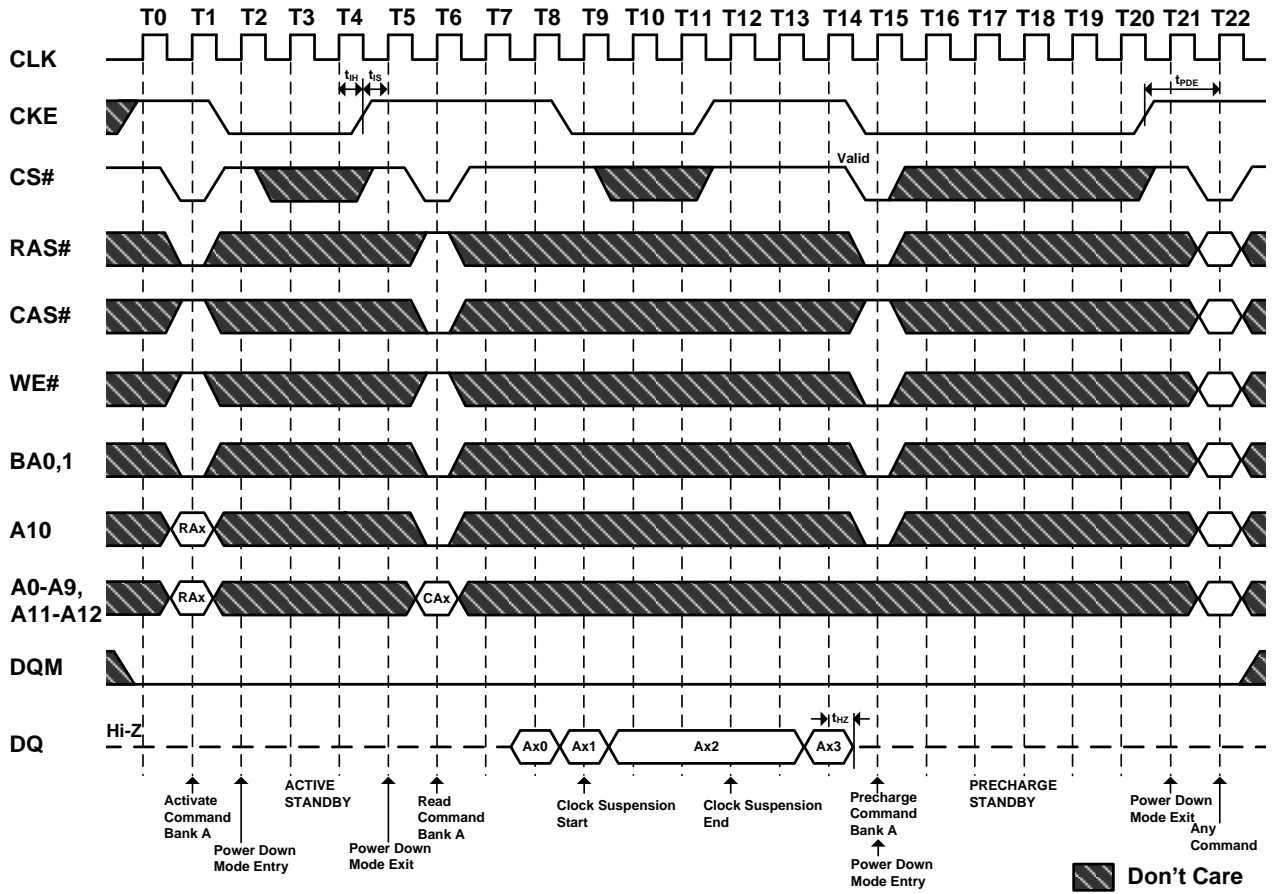 T0 T1 T2 T3 T4 T5 T6 T7 T8 T9 T10 T11 T12 T13 T14 T15 T16 T17 T18 T19 T20 T21 T22
CLK
tIH tIS
tPDE
CKE
Valid
CS#
RAS#
CAS#
WE#
BA0,1
A10
RAx
A0-A9,
A11-A12
RAx
CAx
DQM
Hi-Z
tHZ
DQ
Ax0
Ax1
Ax2
Ax3
Activate
Command
Bank A
ACTIVE
STANDBY
Power Down
Mode Entry
Power Down
Mode Exit
Read
Command
Bank A
Clock Suspension
Start
Clock Suspension
End
Precharge
Command
Bank A
Power Down
Mode Entry
PRECHARGE
STANDBY
Power Down
Mode Exit
Any
Command
Don't Care